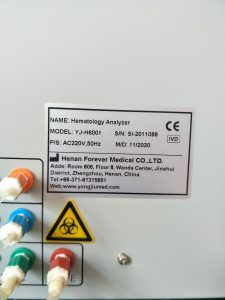 NAME: Hematology Analyzer
MODEL: YJ-H6001 S/N: SI-2011088
P/S: AC220V,50Hz M/D: 11/2020
CE
IVD
Henan Forever Medical CO.,LTD.
Adds: Room 806, Floor 8, Wanda Center, Jinshui
District, Zhengzhou, Henan, China
Tel:+86-371-61315851
Web:www.yongjiumed.com